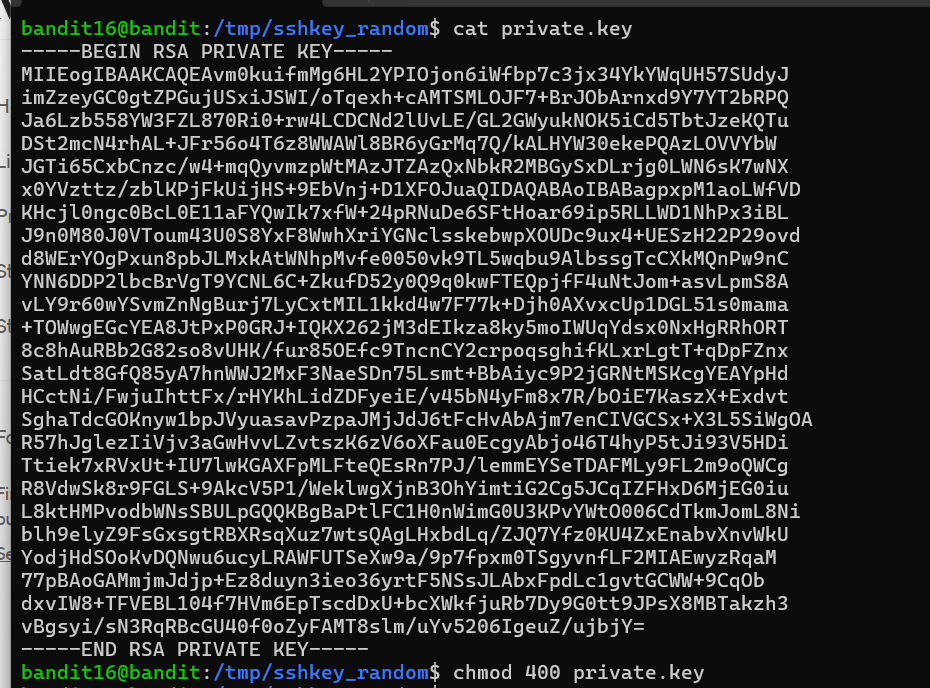 bandit16@bandit:/tmp/sshkey_random$ cat private.key
-----BEGIN RSA PRIVATE KEY-----
MIIEogIBAAKCAQEAvm0kuifmMg6HL2YPIOjon6iWfbp7c3jx34YkYWqUH57SUdyJ
imZzeyGC0gtZPGujUSxiJSWI/oTqexh+cAMTSMLOJF7+BrJObArnxd9Y7YT2bRPQ
Ja6Lzb558YW3FZL870Ri0+rw4LCDCNd2lUvLE/GL2GWyukNOK5iCd5TbtJzeKQTu
DSt2mcN4rhAL+JFr56o4T6z8WWAWl8BR6yGrMq7Q/kALHYW30ekePQAzLOVVYbW
JGTi65CxbCnzc/w4+mqQyvmzpWtMAzJTZAzQxNbkR2MBGySxDLrjg0LWN6sK7wNX
x0YVzttz/zblKPjFkUijHS+9EbVnj+D1XFOJuaQIDAQABAoIBABagpxpM1aoLWfVD
KHcjl0ngc0BcL0E11aFYQwIk7xfW+24pRNuDe6SFtHoar69ip5RLLWD1NhPx3iBL
J9n0M80J0VToum43U0S8YxF8WwhXriYGNclsskebwpXOUDc9ux4+UESzH22P29ovd
d8WErYOgPxun8pbJLMxkAtWNhpMvfe0050vk9TL5wqbu9AlbssgTcCXkMQnPw9nC
YNN6DDP2lbcBrVgT9YCNL6C+ZkufD52y0Q9q0kwFTEQpjfF4uNtJom+asvLpmS8A
vLY9r60wYSvmZnNgBurj7LyCxtMIL1kkd4w7F77k+Djh0AXvxcUp1DGL51s0mama
+TOWwgEGcYEA8JtPxP0GRJ+IQKX262jM3dEIkza8ky5moIWUqYdsx0NxHgRRhORT
8c8hAuRBb2G82so8vUHK/fur85OEfc9TncnCY2crpoqsghifKLxrLgtT+qDpFZnx
SatLdt8GfQ85yA7hnWWJ2MxF3NaeSDn75Lsmt+BbAiyc9P2jGRNtMSKcgYEAYpHd
HCctNi/FwjuIhttFx/rHYKhLidZDFyeiE/v45bN4yFm8x7R/bOiE7KaszX+Exdvt
SghaTdcGOKnyw1bpJVyuasavPzpaJMjJdJ6tFcHvAbAjm7enCIVGCSx+X3L5SiWgOA
R57hJglezIiVjv3aGwHvvLZvtszK6zV6oXFau0EcgyAbjo46T4hyP5tJi93V5HDi
Ttiek7xRVxUt+IU7lwKGAXFpMLFteQEsRn7PJ/lemmEYSeTDAFMLy9FL2m9oQWCg
R8VdwSk8r9FGLS+9AkcV5P1/WeklwgXjnB3OhYimtiG2Cg5JCqIZFHxD6MjEG0iu
L8ktHMPvodbWNsSBULpGQQKBgBaPtlFC1H0nWimG0U3KPvYWtO006CdTkmJomL8Ni
blh9elyZ9FsGxsgtRBXRsqXuz7wtsQAgLHxbdLq/ZJQ7Yfz0KU4ZxEnabvXnvWkU
YodjHdSOoKvDQNwu6ucyLRAWFUTSeXw9a/9p7fpxm0TSgyvnfLF2MIAEwyzRqaM
77pBAoGAMmjmJdjp+Ez8duyn3ieo36yrtF5NSsJLAbxFpdLc1gvtGCWW+9CqOb
dxvIW8+TFVEBL104f7HVm6EpTscdDxU+bcXWkfjuRb7Dy9G0tt9JPsX8MBTakzh3
vBgsyi/sN3RqRBcGU40f0oZyFAMT8slm/uYv5206IgeuZ/ujbjY=
-----END RSA PRIVATE KEY-----
bandit16@bandit:/tmp/sshkey_random$ chmod 400 private.key